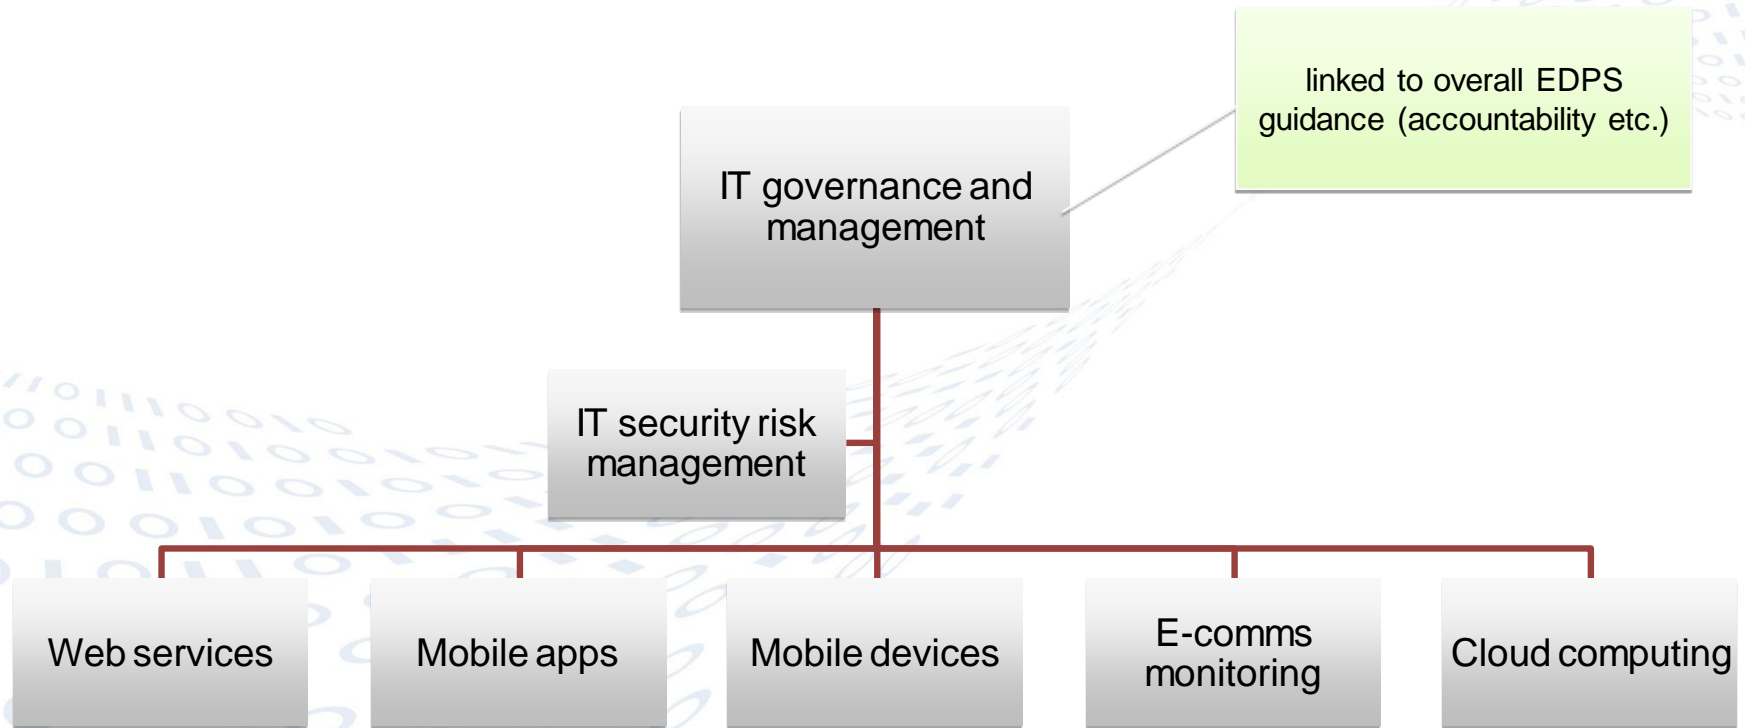 linked to overall EDPS
guidance (accountability etc.)
IT governance and
management
IT security risk
management
Web services
Mobile apps
Mobile devices
E-comms
monitoring
Cloud computing